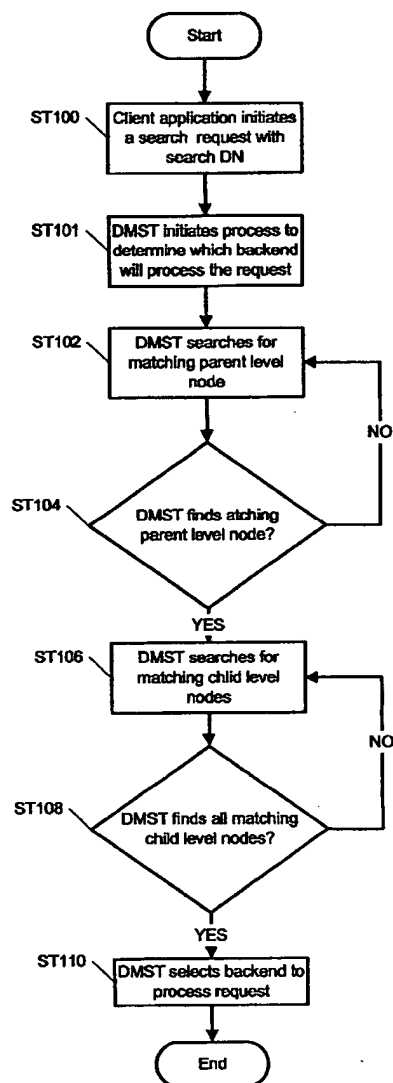 Start
ST100
Client application initiates
a search request with
search DN
ST101
DMST initiates process to
determine which backend
will process the request
ST102
DMST searches for
matching parent level
node
NO
ST104
DMST finds atching
parent level node?
YES
ST106
DMST searches for
matching chlid level
nodes
NO
ST108
DMST finds all matching
child level nodes?
YES
ST110
DMST selects backend to
process request
End